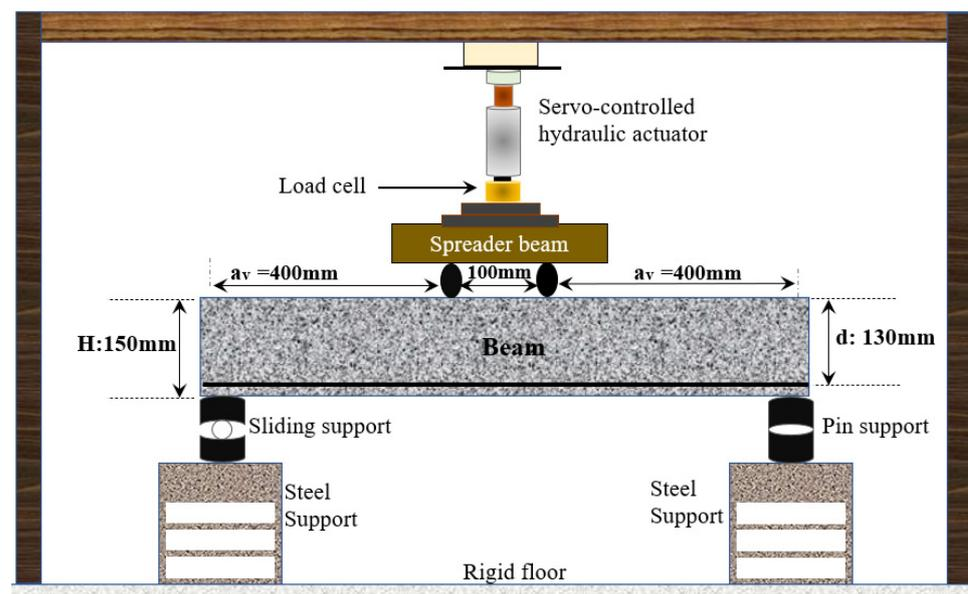 Servo-controlled
hydraulic actuator
Load cell
Spreader beam
av =400mm
100mm
av =400mm
H:150mm
Beam
d: 130mm
Sliding support
Pin support
Steel
Support
Steel
Support
Rigid floor